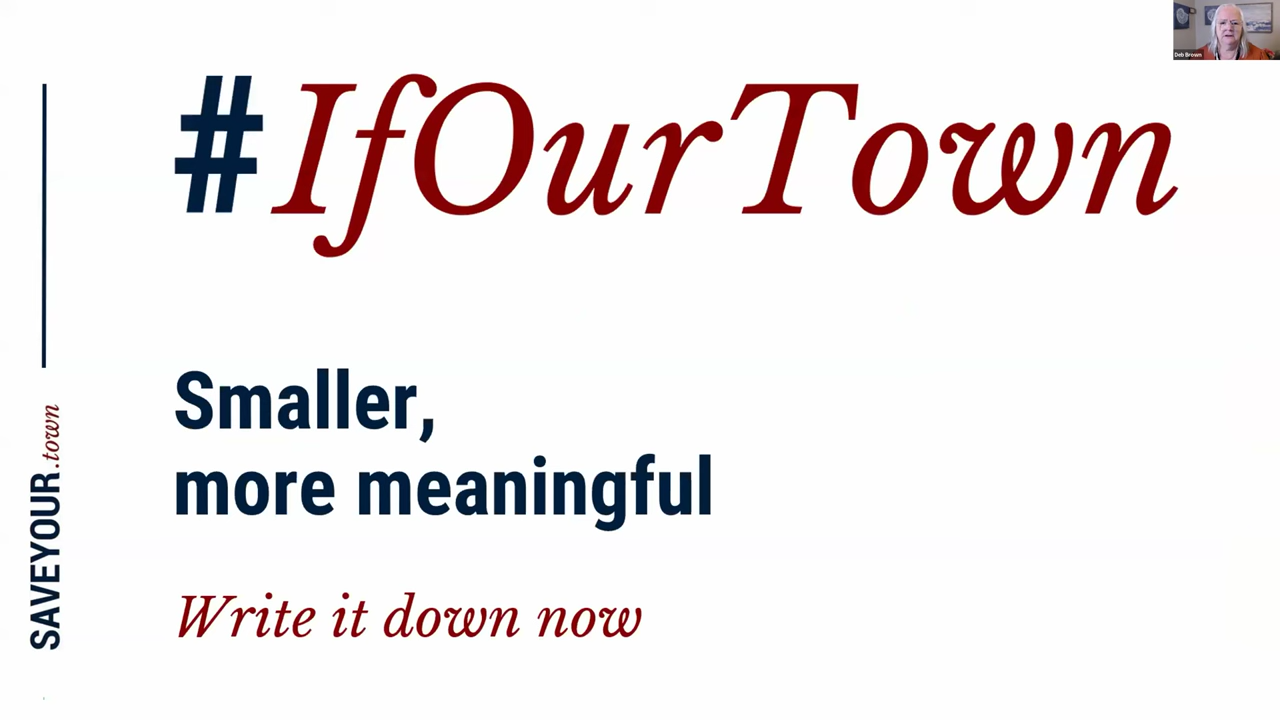 #IfOurTown
Smaller,
more meaningful
Write it down now
SAVEYOUR.town
Deb Brown